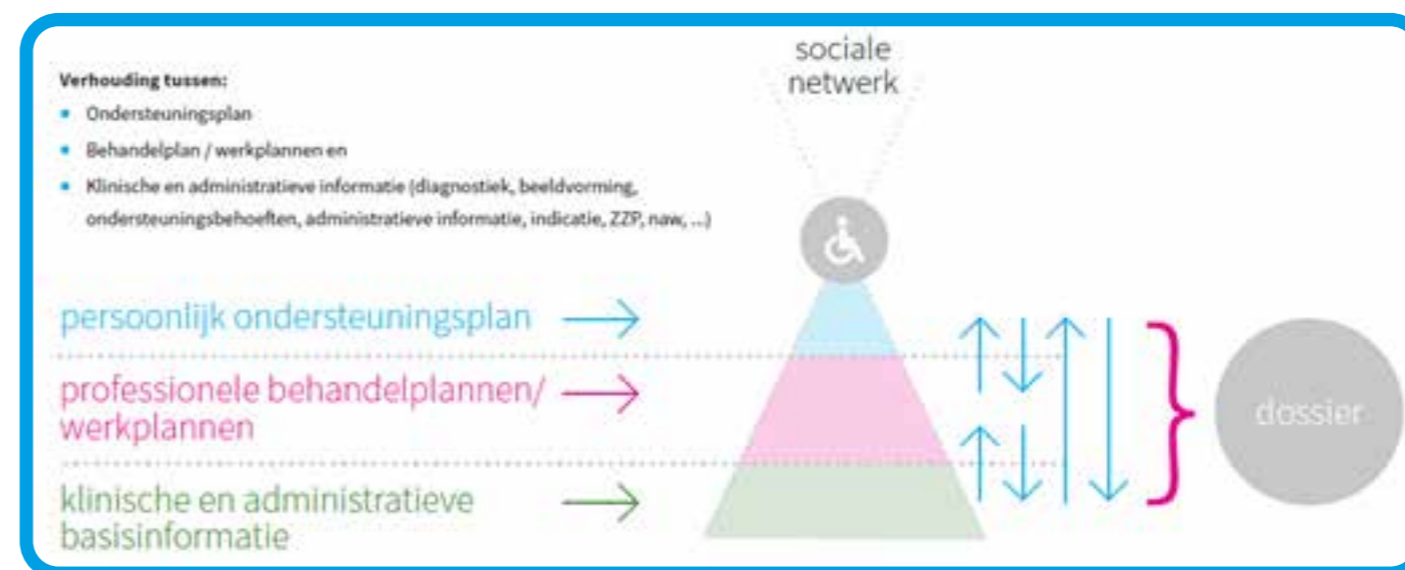 sociale
netwerk
Verhouding tussen:
• Ondersteuningsplan
• Behandelplan / werkplannen en
• Klinische en administratieve informatie (diagnostiek, beeldvorming,
ondersteuningsbehoeften, administratieve informatie, indicatie, ZZP, naw, ...)
persoonlijk ondersteuningsplan
professionele behandelplannen/
werkplannen
klinische en administratieve
basisinformatie
dossier